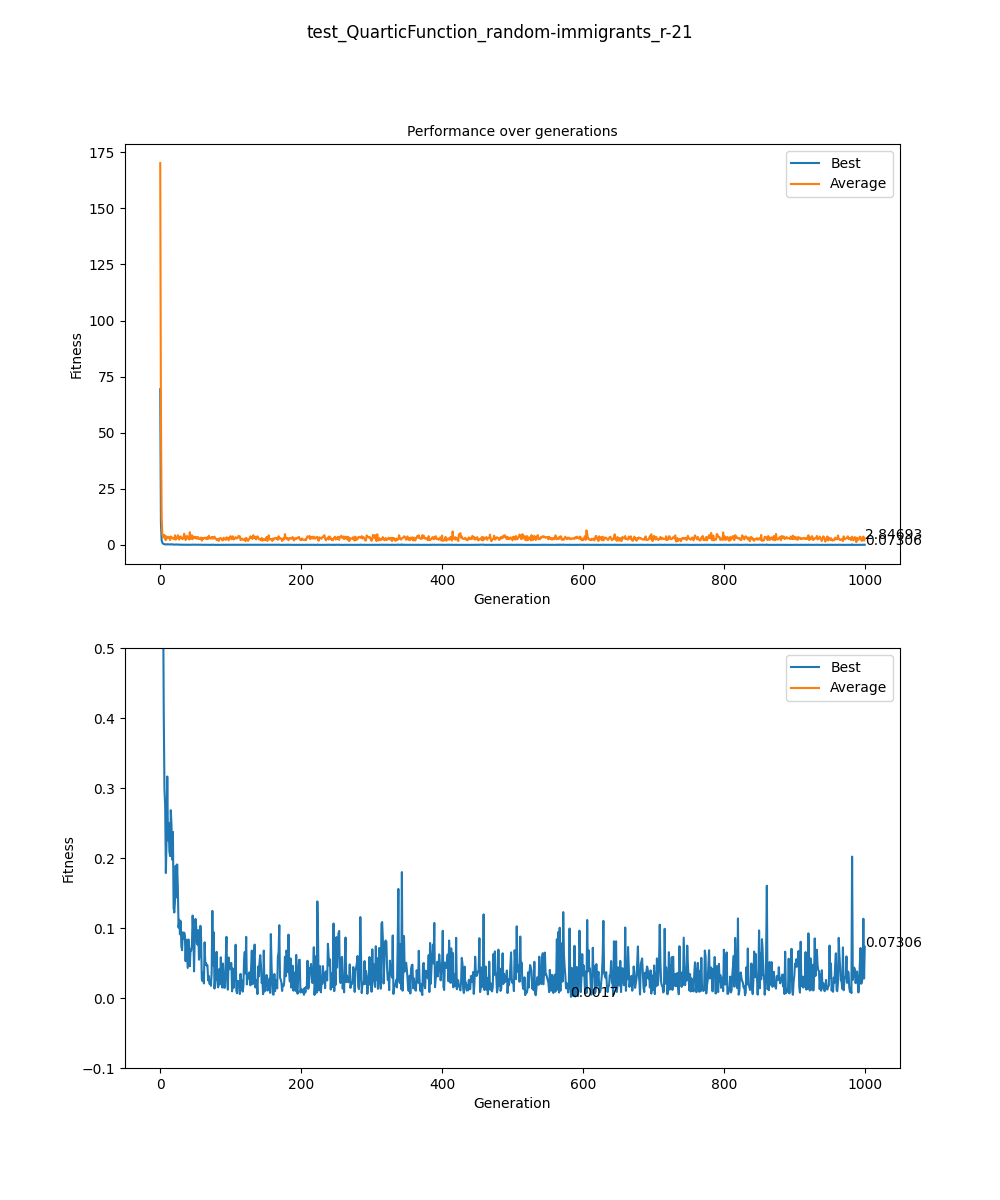 test_QuarticFunction_random-immigrants_r-21
Performance over generations
175
150
125
100
75
50
25
0
Fitness
Best
Average
2.84693
0.07306
0 200 400 600 800 1000
Generation
0.5
0.4
0.3
0.2
0.1
0.0
−0.1
Fitness
Best
Average
0.07306
0.0017
0 200 400 600 800 1000
Generation